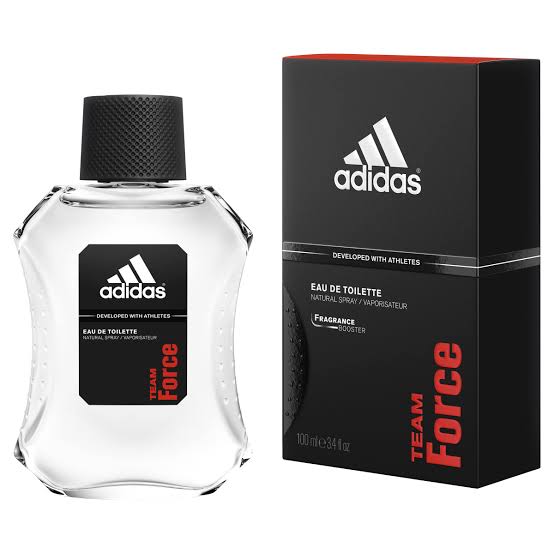 adidas
DEVELOPED WITH ATHLETES
EAU DE TOILETTE
NATURAL SPRAY / VAPORISATEUR
TEAM
Force
adidas®
DEVELOPED WITH ATHLETES
EAU DE TOILETTE
NATURAL SPRAY / VAPORISATEUR
FRAGRANCE
BOOSTER
TEAM
Force
100 ml e 3.4 fl oz